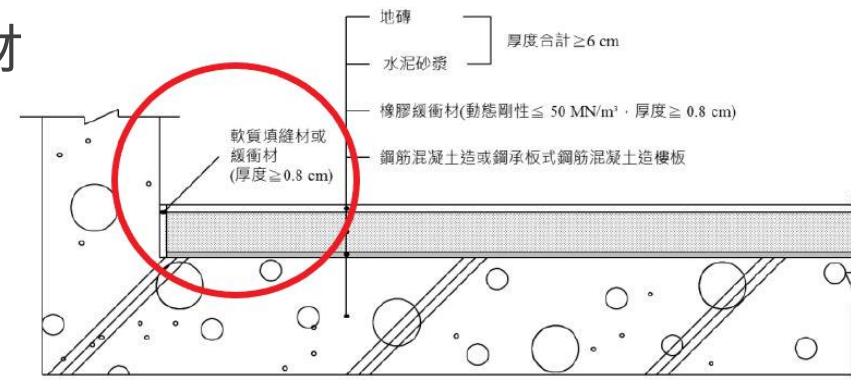 材
地磚
厚度合計≧6 cm
水泥砂漿
橡膠緩衝材(動態剛性≦ 50 MN/m³，厚度≧ 0.8 cm)
軟質填縫材或
緩衝材
(厚度≧0.8 cm)
鋼筋混凝土造或鋼承板式鋼筋混凝土造樓板